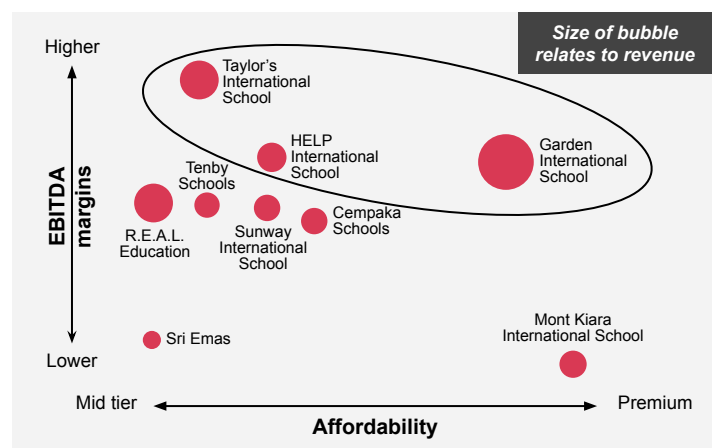 Size of bubble
relates to revenue
Higher
Taylor's
International
School
HELP
International
School
Garden
International
School
Tenby
Schools
EBITDA
margins
R.E.A.L.
Education
Sunway
International
School
Cempaka
Schools
Sri Emas
Mont Kiara
International School
Lower
Mid tier
Premium
Affordability